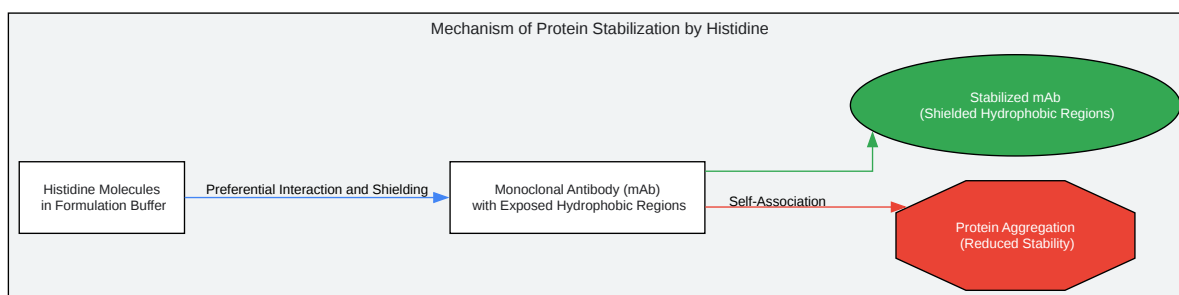 Mechanism of Protein Stabilization by Histidine
Histidine Molecules
in Formulation Buffer
Preferential Interaction and Shielding
Monoclonal Antibody (mAb)
with Exposed Hydrophobic Regions
Stabilized mAb
(Shielded Hydrophobic Regions)
Self-Association
Protein Aggregation
(Reduced Stability)